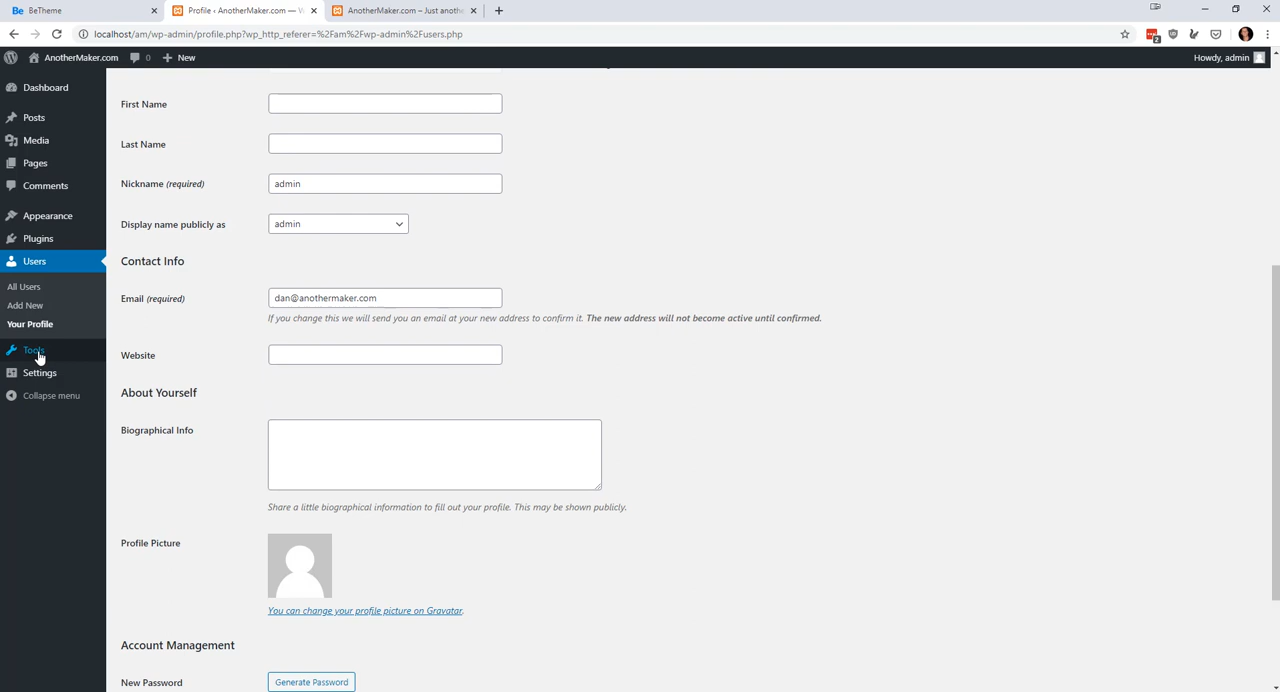 Be BeTheme
Profile ‹ AnotherMaker.com — W
AnotherMaker.com – Just anothe
localhost/am/wp-admin/profile.php?wp_http_referer=%2Fam%2Fwp-admin%2Fusers.php
2
AnotherMaker.com
0
New
Howdy, admin
Dashboard
Posts
Media
Pages
Comments
Appearance
Plugins
Users
All Users
Add New
Your Profile
Tools
Settings
Collapse menu
First Name
Last Name
Nickname (required)
admin
Display name publicly as
admin
Contact Info
Email (required)
dan@anothermaker.com
If you change this we will send you an email at your new address to confirm it. The new address will not become active until confirmed.
Website
About Yourself
Biographical Info
Share a little biographical information to fill out your profile. This may be shown publicly.
Profile Picture
You can change your profile picture on Gravatar.
Account Management
New Password
Generate Password